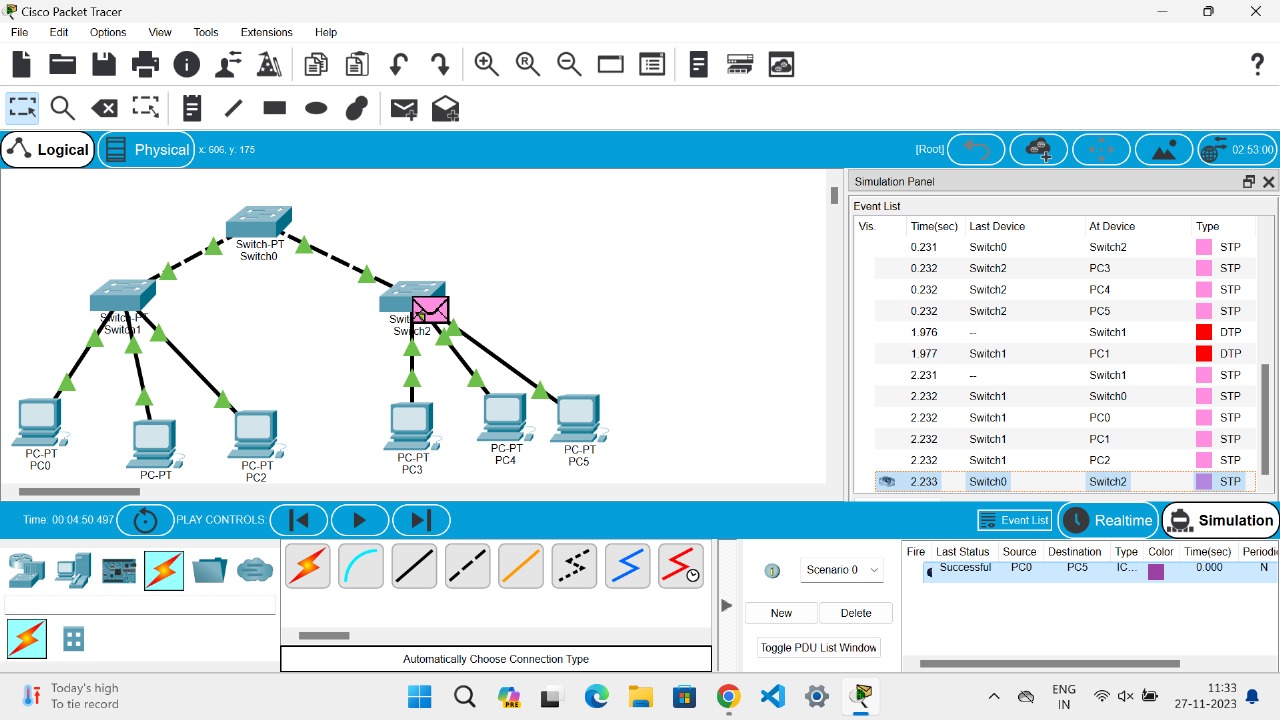 Cisco Packet Tracer
File Edit Options View Tools Extensions Help
Logical Physical x: 606, y: 175 [Root] 02:53:00
Switch-PT
Switch0
Switch1
Switch2
PC-PT
PC0
PC-PT
PC-PT
PC2
PC-PT
PC3
PC-PT
PC4
PC-PT
PC5
Simulation Panel
Event List
Vis. Time(sec) Last Device At Device Type
0.231 Switch0 Switch2 STP
0.232 Switch2 PC3 STP
0.232 Switch2 PC4 STP
0.232 Switch2 PC5 STP
1.976 -- Switch1 DTP
1.977 Switch1 PC1 DTP
2.231 -- Switch1 STP
2.232 Switch1 Switch0 STP
2.232 Switch1 PC0 STP
2.232 Switch1 PC1 STP
2.232 Switch1 PC2 STP
2.233 Switch0 Switch2 STP
Time: 00:04:50.497 PLAY CONTROLS: Event List Realtime Simulation
Automatically Choose Connection Type
Scenario 0
New Delete
Toggle PDU List Window
Fire Last Status Source Destination Type Color Time(sec) Periodi
Successful PC0 PC5 IC... 0.000 N
Today's high
To tie record
PRE
ENG
IN
11:33
27-11-2023